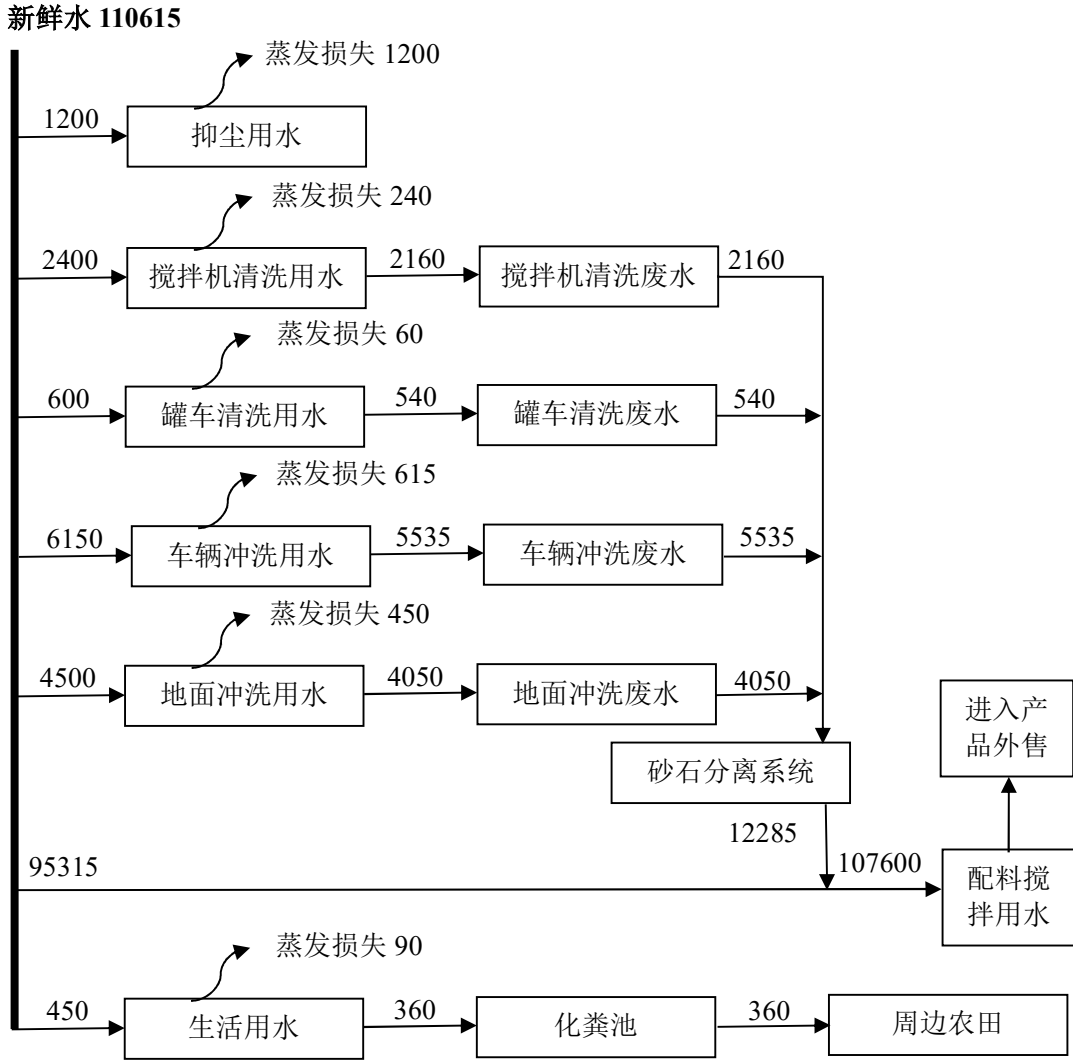 新鲜水 110615
蒸发损失 1200
1200
抑尘用水
蒸发损失 240
2400
搅拌机清洗用水
2160
搅拌机清洗废水
2160
蒸发损失 60
600
罐车清洗用水
540
罐车清洗废水
540
蒸发损失 615
6150
车辆冲洗用水
5535
车辆冲洗废水
5535
蒸发损失 450
4500
地面冲洗用水
4050
地面冲洗废水
4050
进入产
品外售
砂石分离系统
12285
95315
107600
配料搅
拌用水
蒸发损失 90
450
生活用水
360
化粪池
360
周边农田